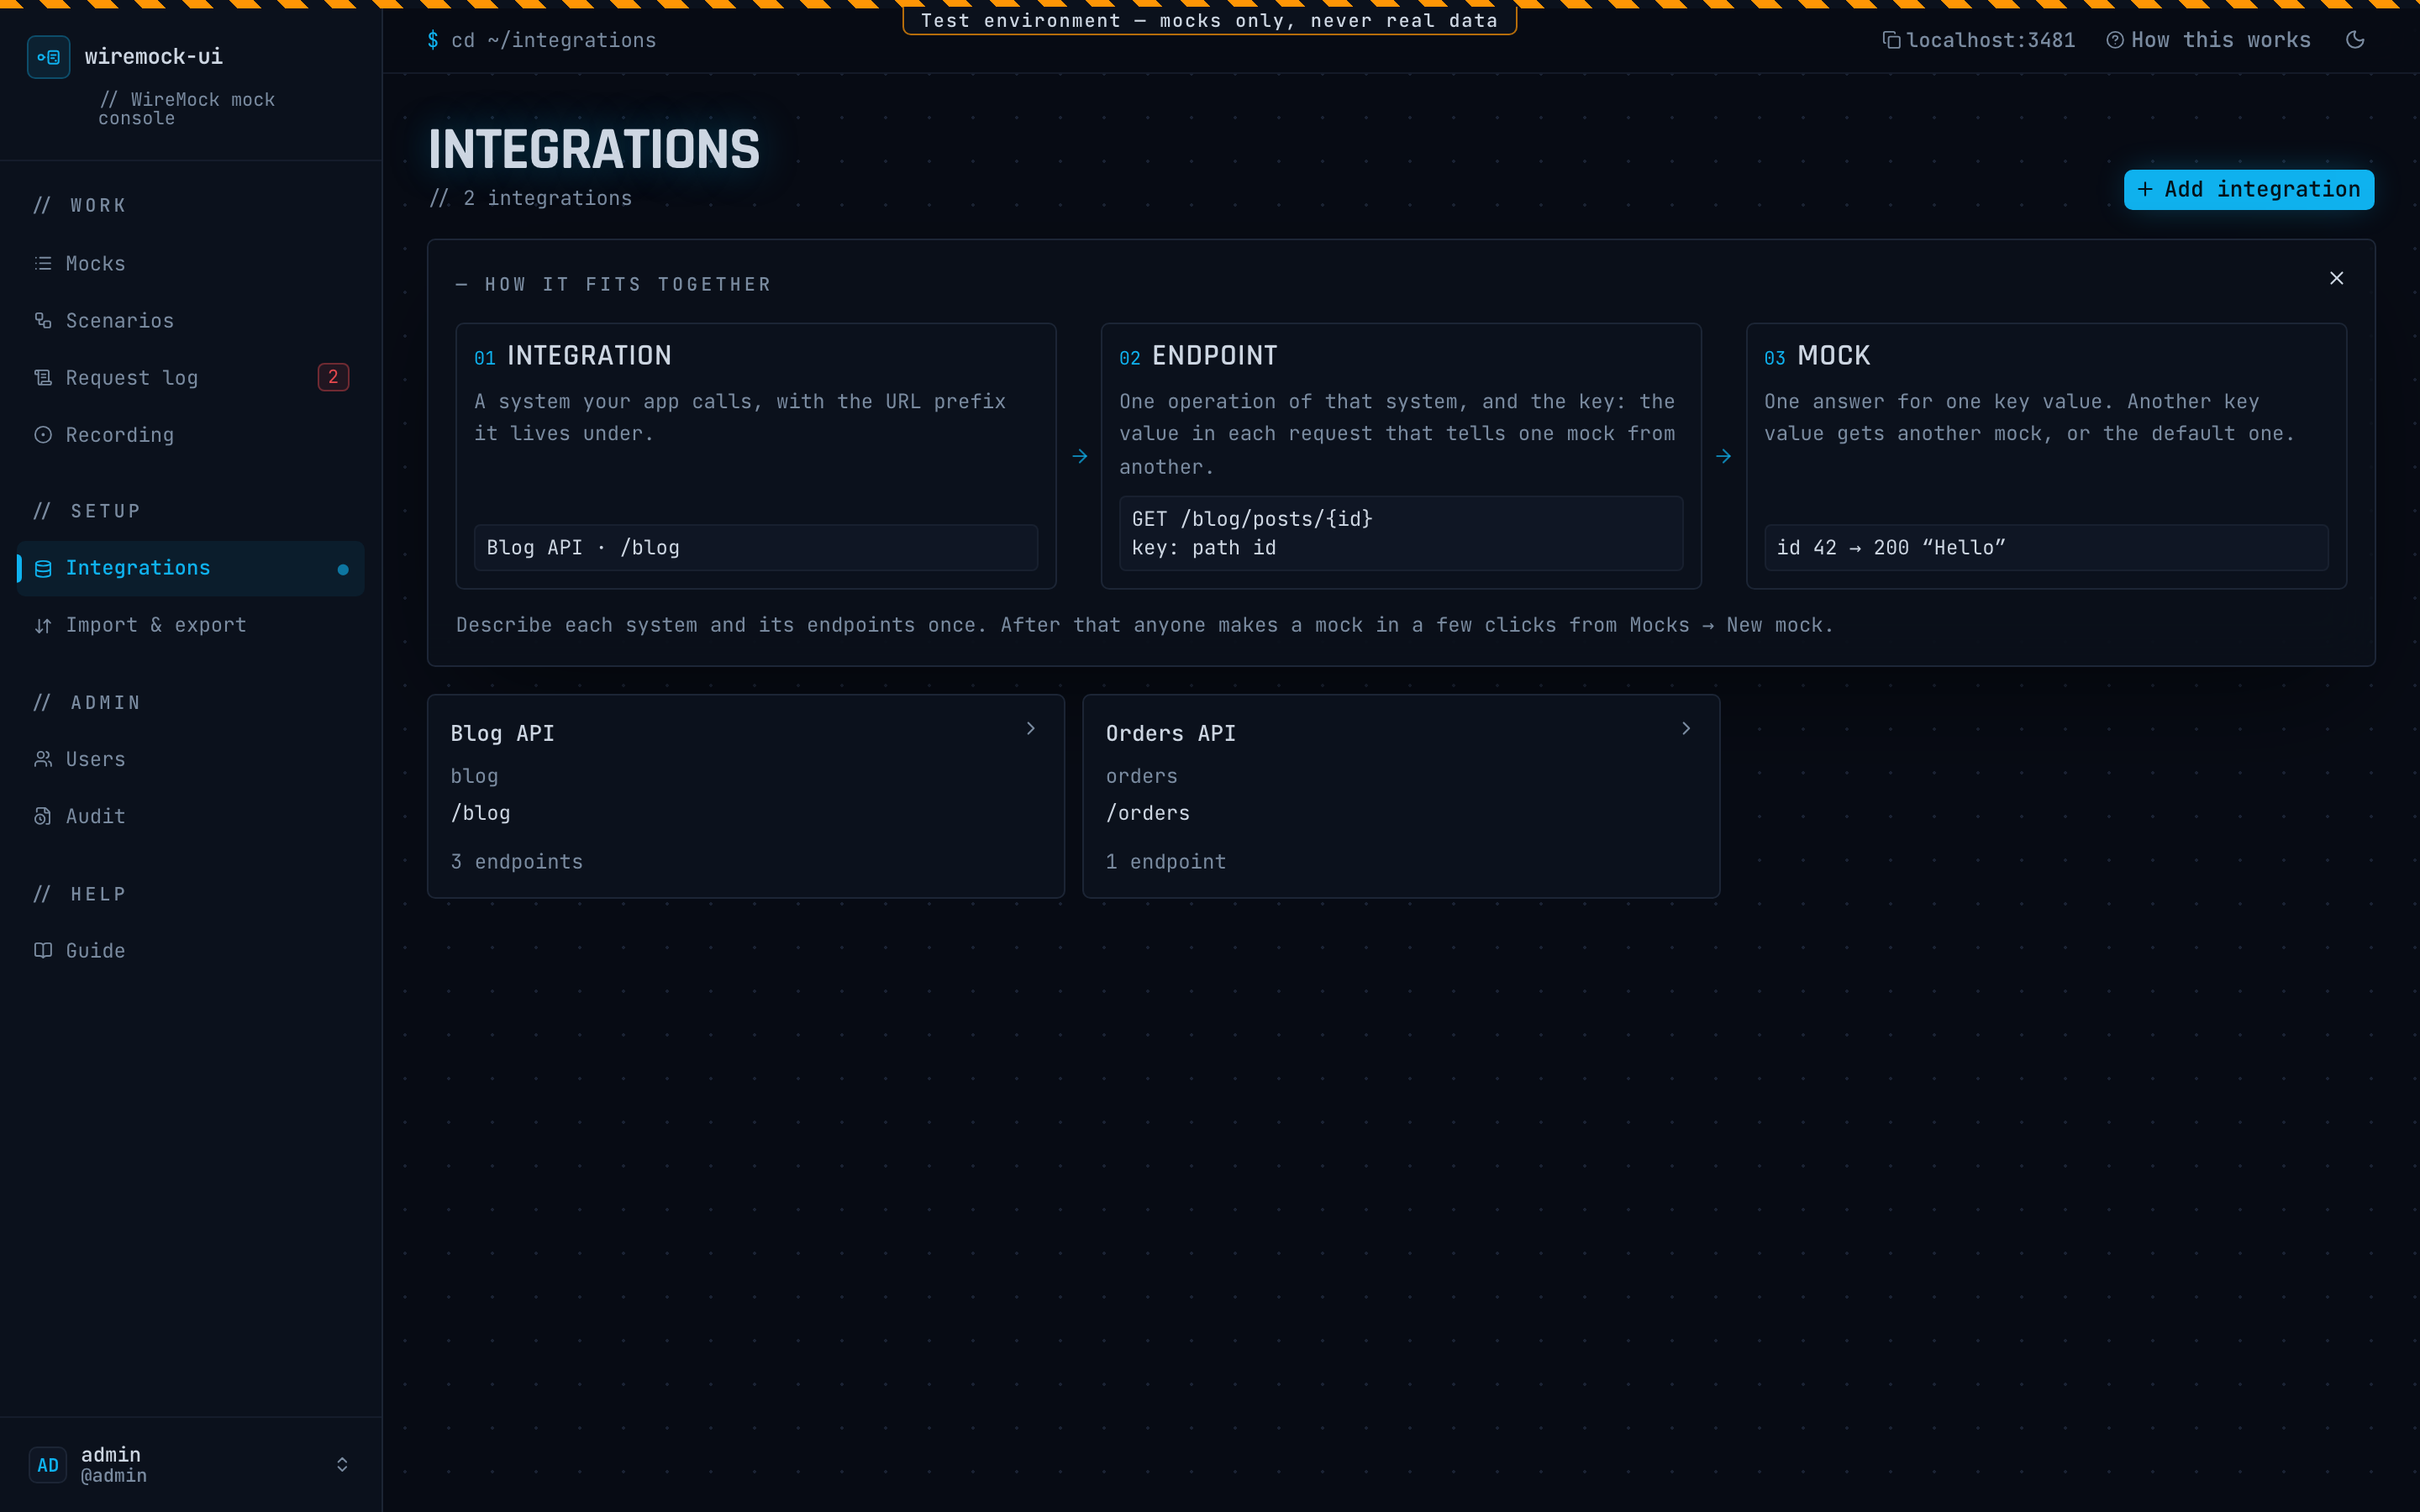 Test environment — mocks only, never real data
wiremock-ui
// WireMock mock
console
$ cd ~/integrations
localhost:3481
How this works
// WORK
Mocks
Scenarios
Request log
2
Recording
// SETUP
Integrations
Import & export
// ADMIN
Users
Audit
// HELP
Guide
AD
admin
@admin
INTEGRATIONS
// 2 integrations
+ Add integration
— HOW IT FITS TOGETHER
01 INTEGRATION
A system your app calls, with the URL prefix
it lives under.
Blog API · /blog
→
02 ENDPOINT
One operation of that system, and the key: the
value in each request that tells one mock from
another.
GET /blog/posts/{id}
key: path id
→
03 MOCK
One answer for one key value. Another key
value gets another mock, or the default one.
id 42 → 200 “Hello”
Describe each system and its endpoints once. After that anyone makes a mock in a few clicks from Mocks → New mock.
Blog API
blog
/blog
3 endpoints
Orders API
orders
/orders
1 endpoint